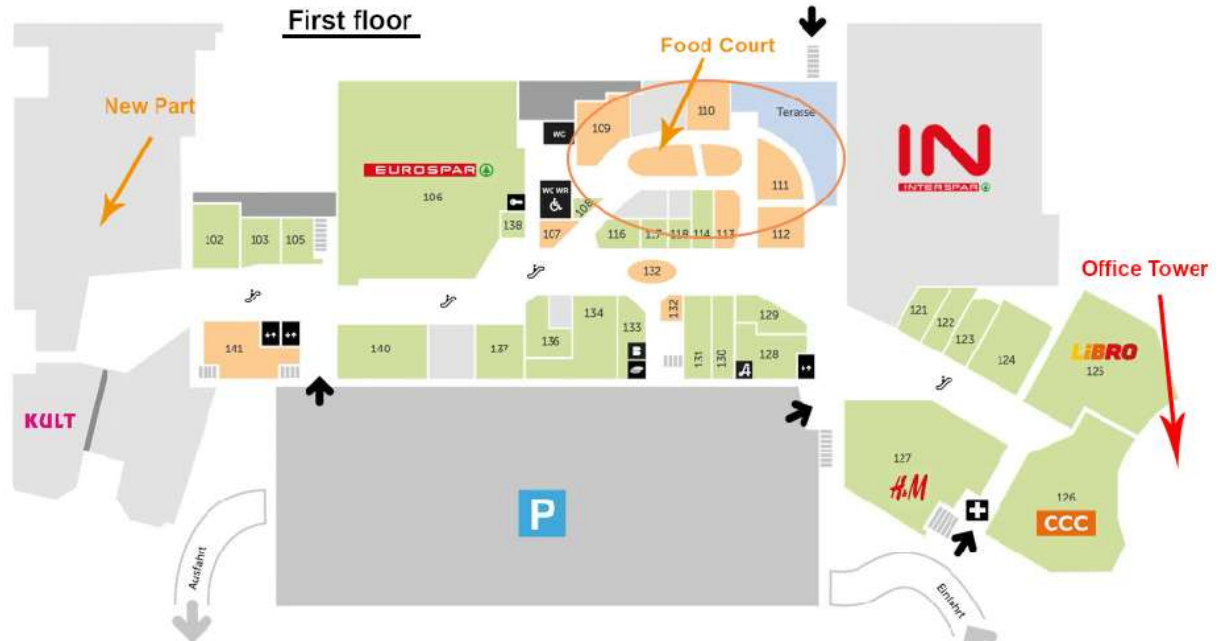 First floor
Food Court
New Part
Terasse
110
109
WC
IN
INTERSPAR
EUROSPAR
106
111
WC WR
108
138
107
116
117
118
114
113
112
102
103
105
132
Office Tower
121
122
123
124
LiBRO
125
141
140
137
136
134
133
132
131
130
129
128
B
KULT
127
H&M
126
CCC
P
Ausfahrt
Einfahrt